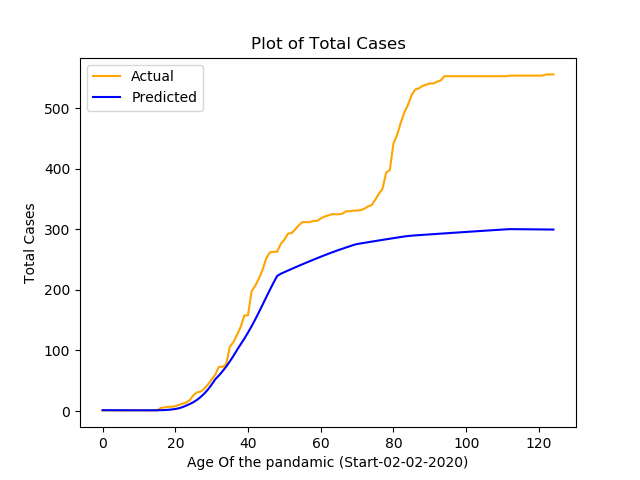 Plot of Total Cases
Actual
Predicted
500
400
300
200
100
0
Total Cases
0 20 40 60 80 100 120
Age Of the pandamic (Start-02-02-2020)